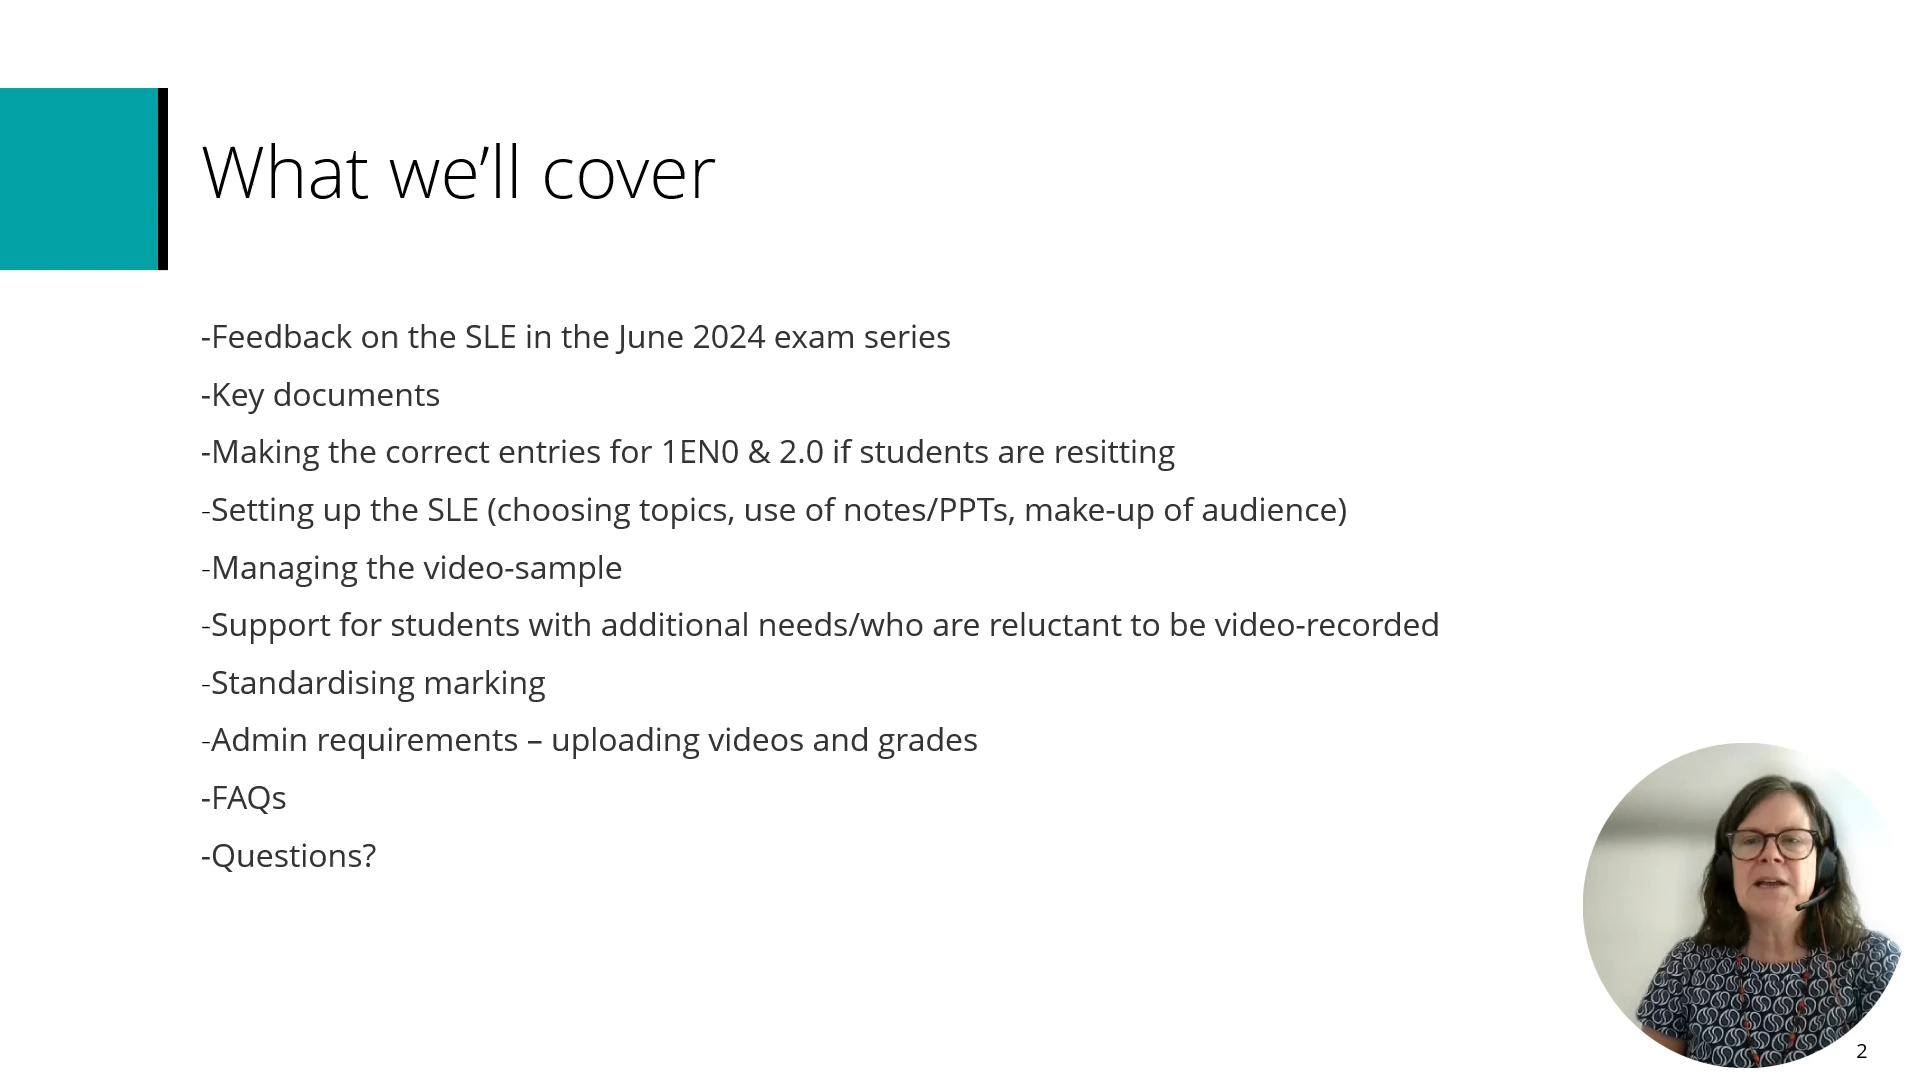 What we’ll cover
-Feedback on the SLE in the June 2024 exam series
-Key documents
-Making the correct entries for 1EN0 & 2.0 if students are resitting
-Setting up the SLE (choosing topics, use of notes/PPTs, make-up of audience)
-Managing the video-sample
-Support for students with additional needs/who are reluctant to be video-recorded
-Standardising marking
-Admin requirements – uploading videos and grades
-FAQs
-Questions?
2